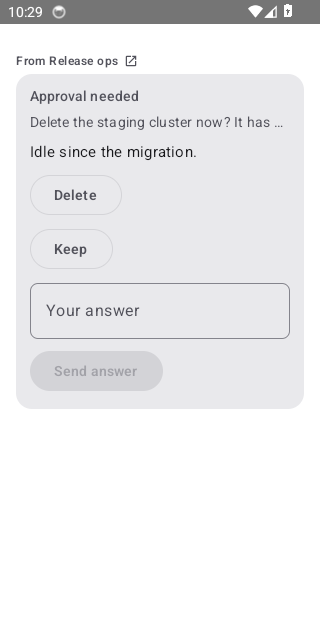 10:29
From Release ops
Approval needed
Delete the staging cluster now? It has …
Idle since the migration.
Delete
Keep
Your answer
Send answer